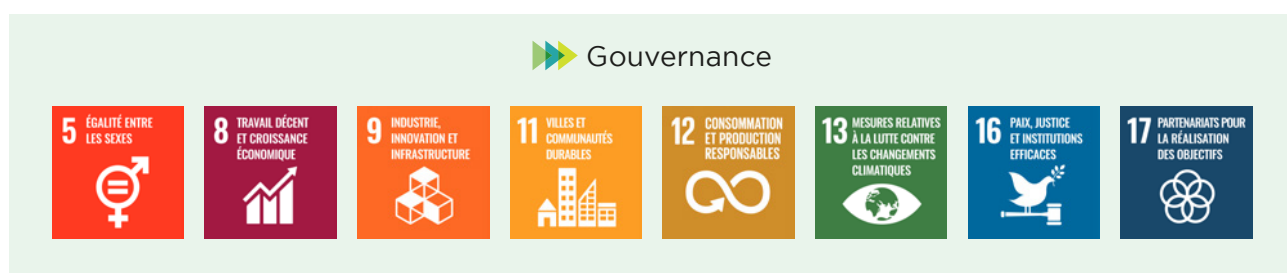 Gouvernance
5 ÉGALITÉ ENTRE
LES SEXES
8 TRAVAIL DÉCENT
ET CROISSANCE
ÉCONOMIQUE
9 INDUSTRIE,
INNOVATION ET
INFRASTRUCTURE
11 VILLES ET
COMMUNAUTÉS
DURABLES
12 CONSOMMATION
ET PRODUCTION
RESPONSABLES
13 MESURES RELATIVES
À LA LUTTE CONTRE
LES CHANGEMENTS
CLIMATIQUES
16 PAIX, JUSTICE
ET INSTITUTIONS
EFFICACES
17 PARTENARIATS POUR
LA RÉALISATION
DES OBJECTIFS